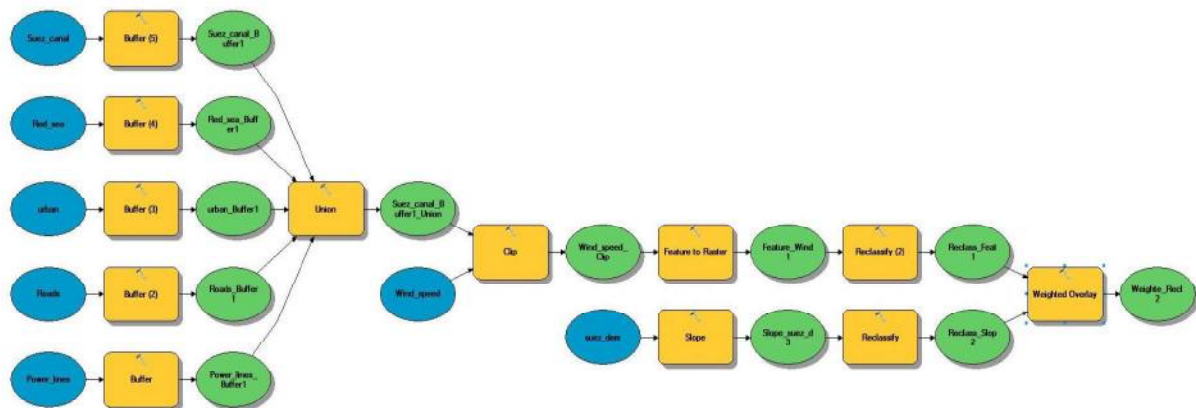 Suez_canal
Buffer (5)
Suez_canal_B
uffer1
Red_sea
Buffer (4)
Red_sea_Buff
er1
urban
Buffer (3)
urban_Buffer1
Union
Suez_canal_B
uffer1_Union
Roads
Buffer (2)
Roads_Buffer
1
Power_lines
Buffer
Power_lines_
Buffer1
Wind_speed
Clip
Wind_speed_
Clip
Feature to Raster
Feature_Wind
1
Reclassify (2)
Reclass_Feat
1
suez_dem
Slope
Slope_suez_d
3
Reclassify
Reclass_Slop
2
Weighted Overlay
Weighte_Recl
2